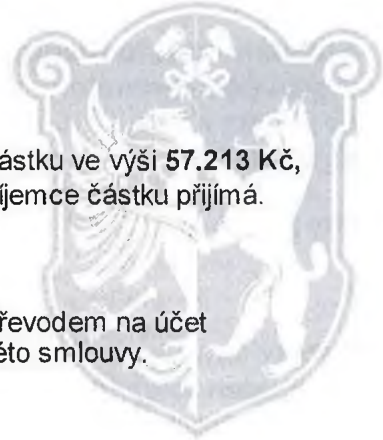 ástku ve výši 57.213 Kč,
íjemce částku přijímá.
řevodem na účet
éto smlouvy.